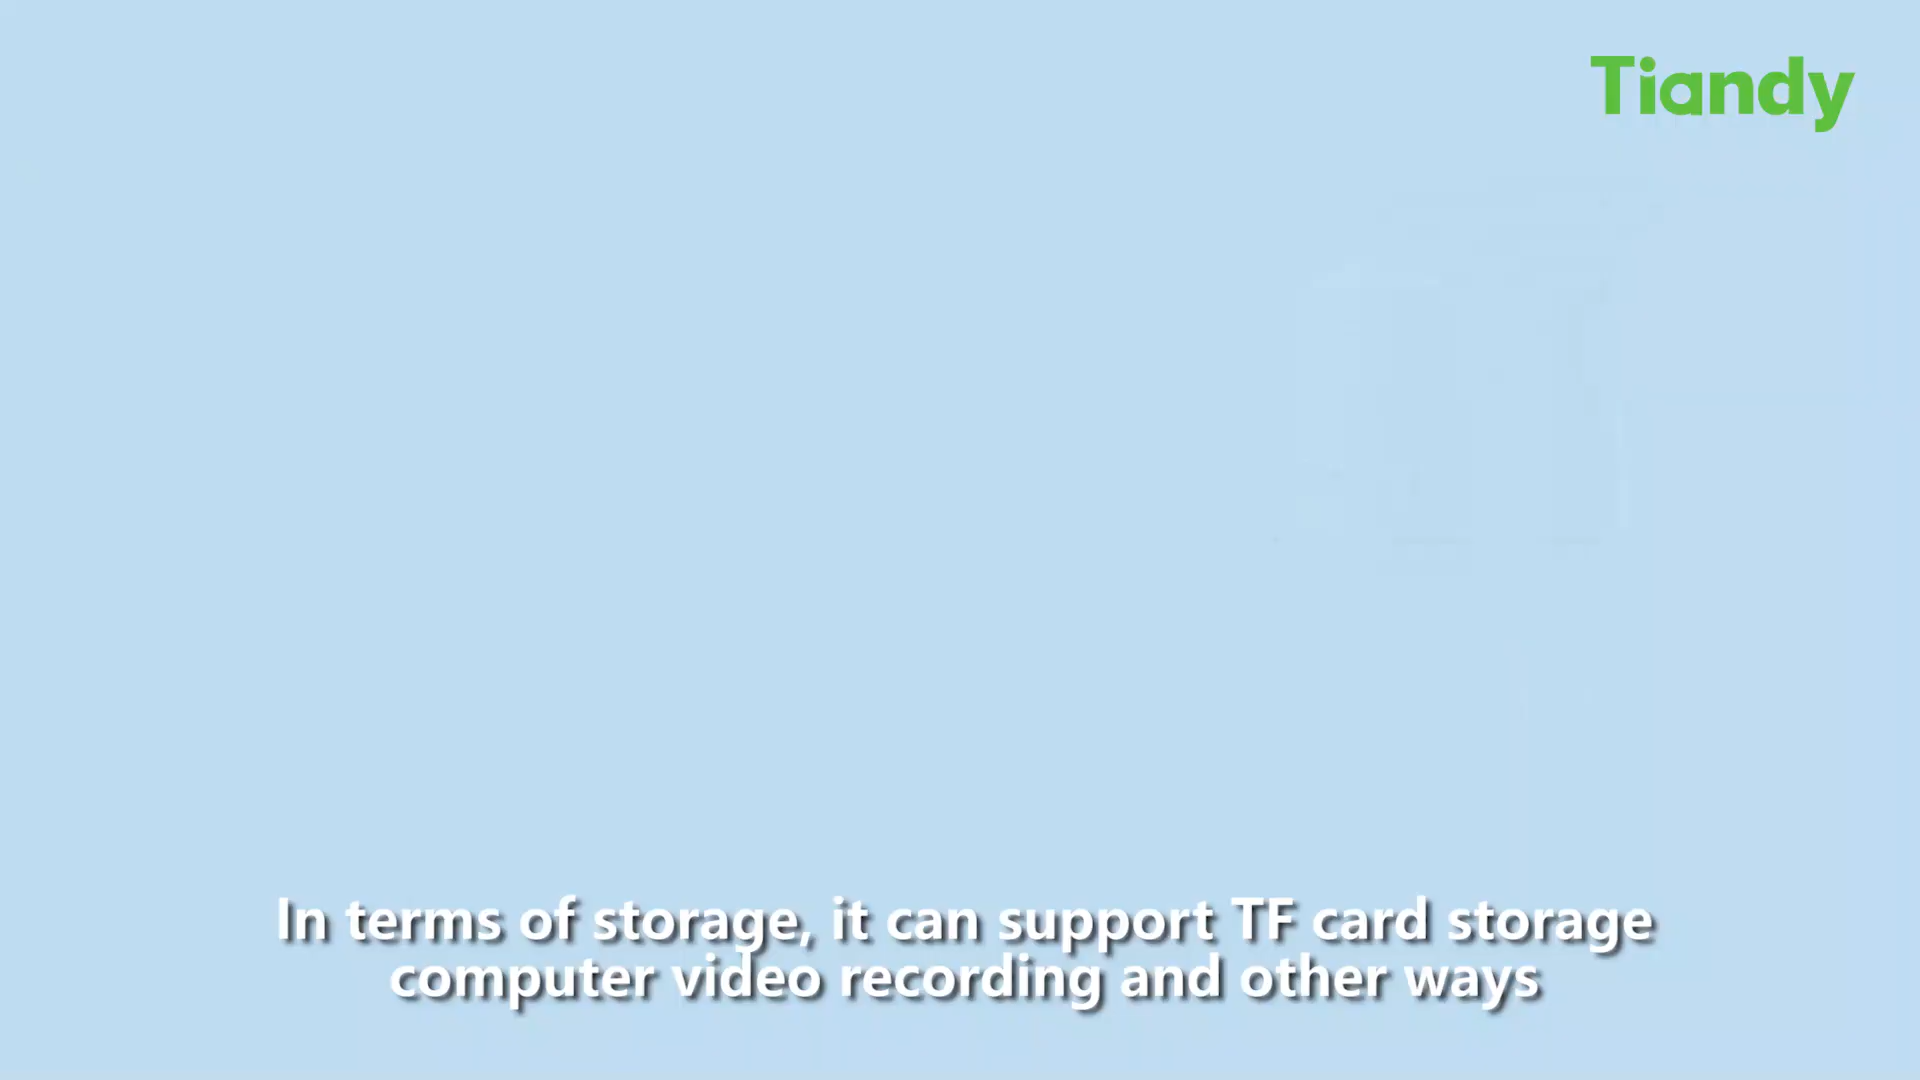 Tiandy
In terms of storage, it can support TF card storage
computer video recording and other ways